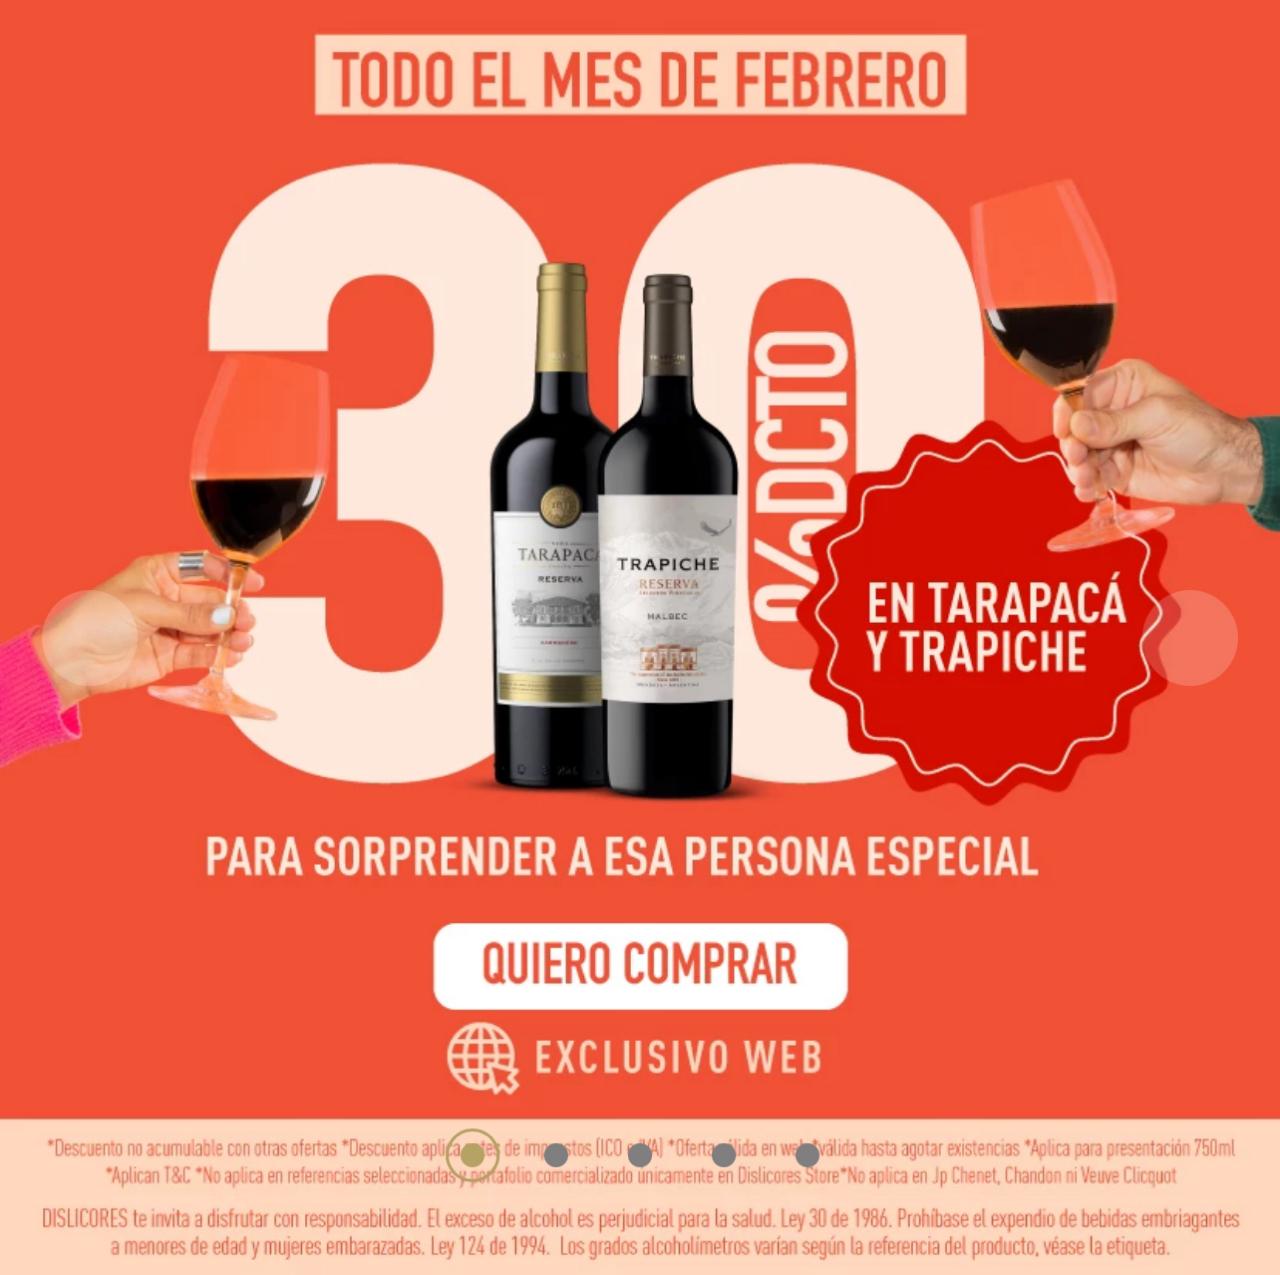 TODO EL MES DE FEBRERO
30
%DCTO
TARAPACÁ
RESERVA
TRAPICHE
RESERVA
MALBEC
EN TARAPACÁ
Y TRAPICHE
PARA SORPRENDER A ESA PERSONA ESPECIAL
QUIERO COMPRAR
EXCLUSIVO WEB
*Descuento no acumulable con otras ofertas *Descuento aplica antes de impuestos (ICO e IVA) *Oferta válida en web *válida hasta agotar existencias *Aplica para presentación 750ml
*Aplican T&C *No aplica en referencias seleccionadas y portafolio comercializado únicamente en Dislicores Store*No aplica en Jp Chenet, Chandon ni Veuve Clicquot
DISLICORES te invita a disfrutar con responsabilidad. El exceso de alcohol es perjudicial para la salud. Ley 30 de 1986. Prohíbase el expendio de bebidas embriagantes
a menores de edad y mujeres embarazadas. Ley 124 de 1994. Los grados alcoholímetros varían según la referencia del producto, véase la etiqueta.